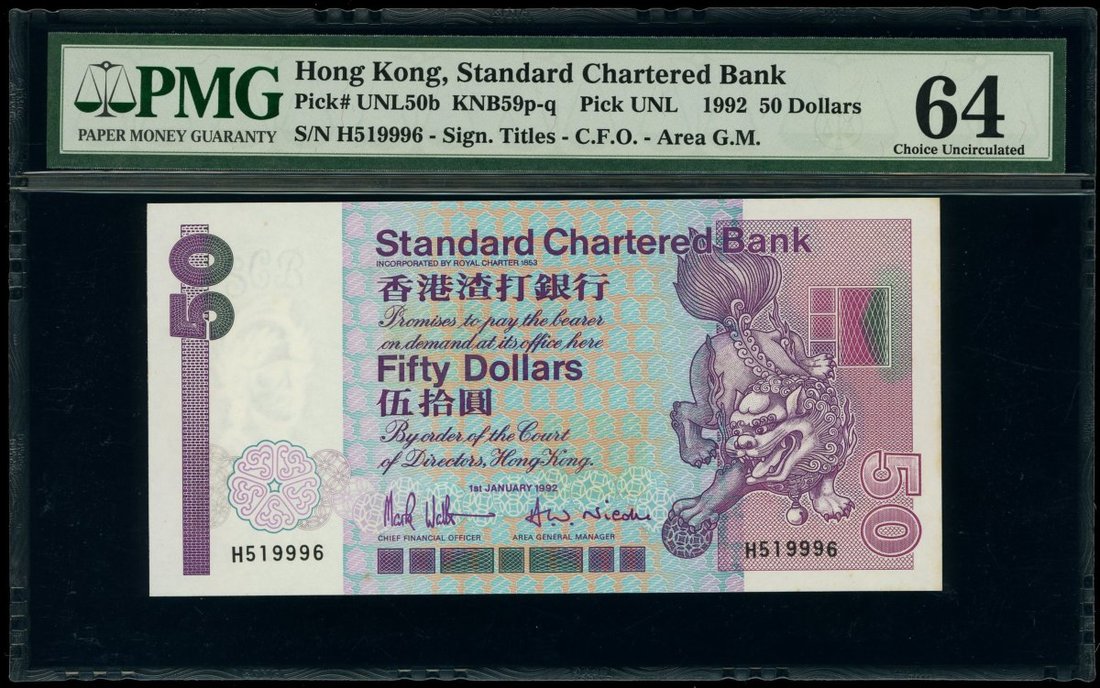 PMG
PAPER MONEY GUARANTY
Hong Kong, Standard Chartered Bank
Pick# UNL50b KNB59p-q Pick UNL 1992 50 Dollars
S/N H519996 - Sign. Titles - C.F.O. - Area G.M.
64
Choice Uncirculated
50
Standard Chartered Bank
INCORPORATED BY ROYAL CHARTER 1853
香港渣打銀行
Promises to pay the bearer
on demand at its office here
Fifty Dollars
伍拾圓
By order of the Court
of Directors, Hong Kong.
1st JANUARY 1992
CHIEF FINANCIAL OFFICER
AREA GENERAL MANAGER
H519996
H519996
50